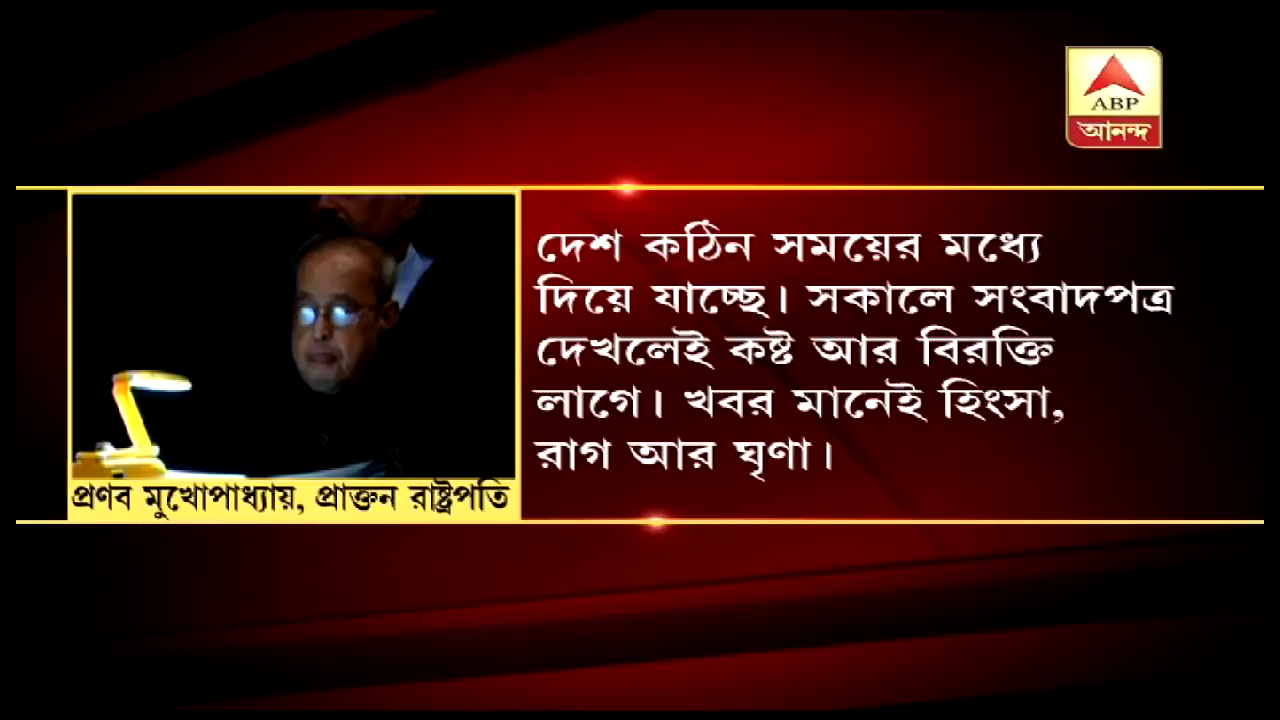 ABP
আনন্দ
দেশ কঠিন সময়ের মধ্যে
দিয়ে যাচ্ছে। সকালে সংবাদপত্র
দেখলেই কষ্ট আর বিরক্তি
লাগে। খবর মানেই হিংসা,
রাগ আর ঘৃণা।
প্রণব মুখোপাধ্যায়, প্রাক্তন রাষ্ট্রপতি